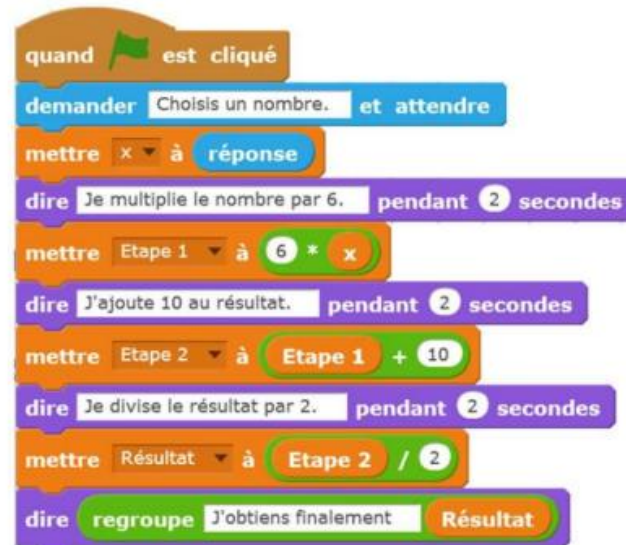 quand est cliqué
demander Choisis un nombre. et attendre
mettre x à réponse
dire Je multiplie le nombre par 6. pendant 2 secondes
mettre Etape 1 à 6 * x
dire J'ajoute 10 au résultat. pendant 2 secondes
mettre Etape 2 à Etape 1 + 10
dire Je divise le résultat par 2. pendant 2 secondes
mettre Résultat à Etape 2 / 2
dire regroupe J'obtiens finalement Résultat